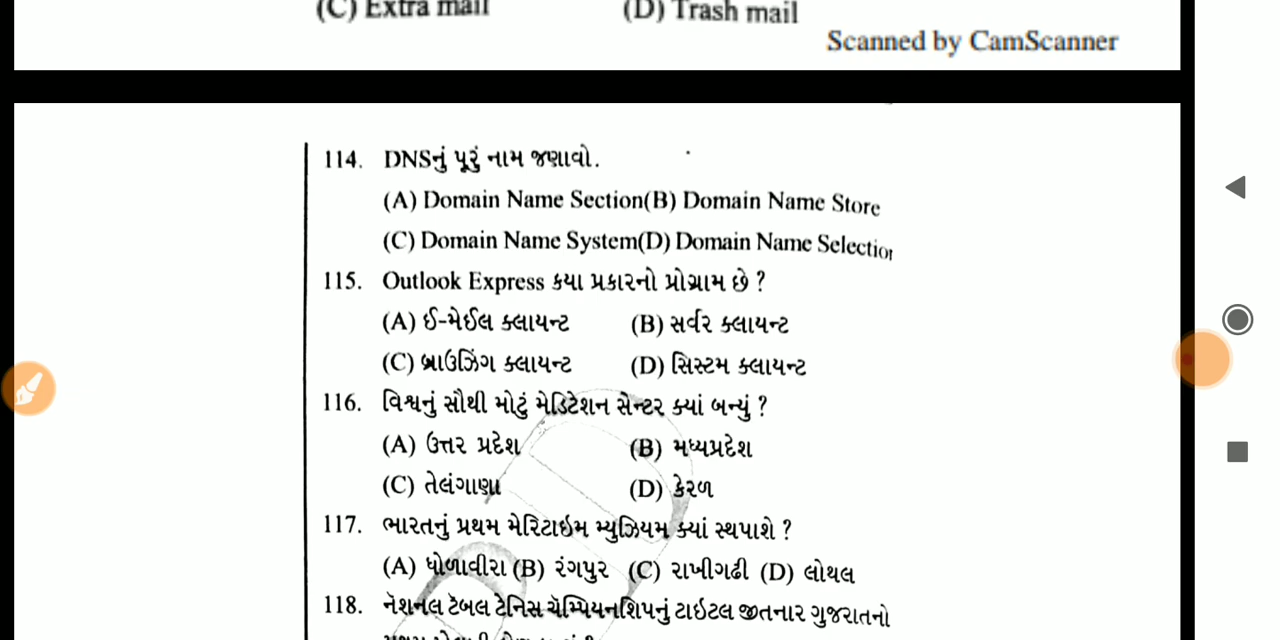 (C) Extra mail (D) Trash mail
Scanned by CamScanner
114. DNSનું પૂરું નામ જણાવો.
(A) Domain Name Section(B) Domain Name Store
(C) Domain Name System(D) Domain Name Selection
115. Outlook Express કયા પ્રકારનો પ્રોગ્રામ છે ?
(A) ઈ-મેઈલ ક્લાયન્ટ (B) સર્વર ક્લાયન્ટ
(C) બ્રાઉઝિંગ ક્લાયન્ટ (D) સિસ્ટમ ક્લાયન્ટ
116. વિશ્વનું સૌથી મોટું મેડિટેશન સેન્ટર ક્યાં બન્યું ?
(A) ઉત્તર પ્રદેશ (B) મધ્યપ્રદેશ
(C) તેલંગાણા (D) કેરળ
117. ભારતનું પ્રથમ મેરિટાઇમ મ્યુઝિયમ ક્યાં સ્થપાશે ?
(A) ધોળાવીરા (B) રંગપુર (C) રાખીગઢી (D) લોથલ
118. નૅશનલ ટૅબલ ટેનિસ ચૅમ્પિયનશિપનું ટાઇટલ જીતનાર ગુજરાતનો